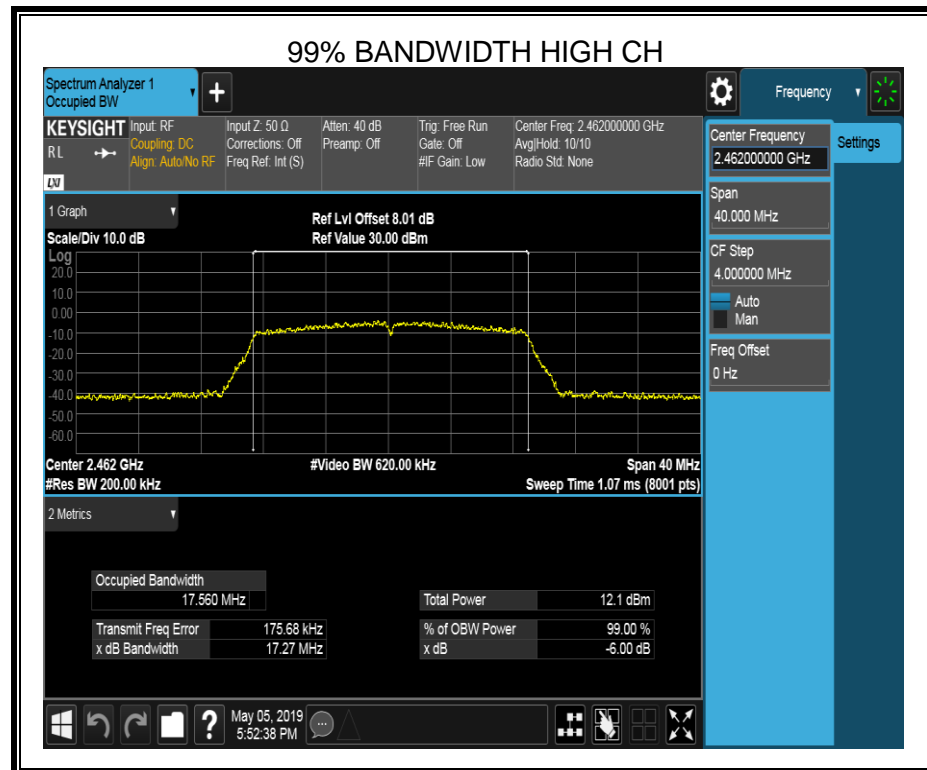 99% BANDWIDTH HIGH CH
Spectrum Analyzer 1
Occupied BW
+
Frequency
KEYSIGHT
RL
LXI
Input: RF
Coupling: DC
Align: Auto/No RF
Input Z: 50 Ω
Corrections: Off
Freq Ref: Int (S)
Atten: 40 dB
Preamp: Off
Trig: Free Run
Gate: Off
#IF Gain: Low
Center Freq: 2.462000000 GHz
Avg|Hold: 10/10
Radio Std: None
Center Frequency
2.462000000 GHz
Settings
Span
40.000 MHz
CF Step
4.000000 MHz
Auto
Man
Freq Offset
0 Hz
1 Graph
Scale/Div 10.0 dB
Ref Lvl Offset 8.01 dB
Ref Value 30.00 dBm
Log
20.0
10.0
0.00
-10.0
-20.0
-30.0
-40.0
-50.0
-60.0
Center 2.462 GHz
#Video BW 620.00 kHz
Span 40 MHz
#Res BW 200.00 kHz
Sweep Time 1.07 ms (8001 pts)
2 Metrics
Occupied Bandwidth
17.560 MHz
Total Power 12.1 dBm
Transmit Freq Error 175.68 kHz
% of OBW Power 99.00 %
x dB Bandwidth 17.27 MHz
x dB -6.00 dB
?
May 05, 2019
5:52:38 PM